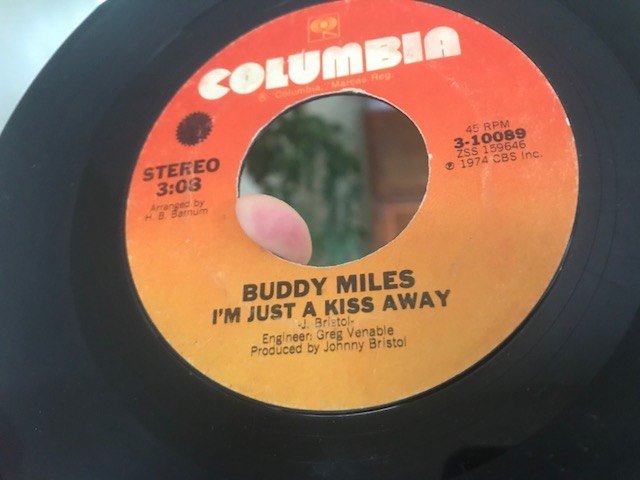 COLUMBIA
® "Columbia," Marcas Reg.
STEREO
3:08
Arranged by
H. B. Barnum
45 RPM
3-10089
ZSS 159646
℗ 1974 CBS Inc.
BUDDY MILES
I'M JUST A KISS AWAY
-J. Bristol-
Engineer: Greg Venable
Produced by Johnny Bristol